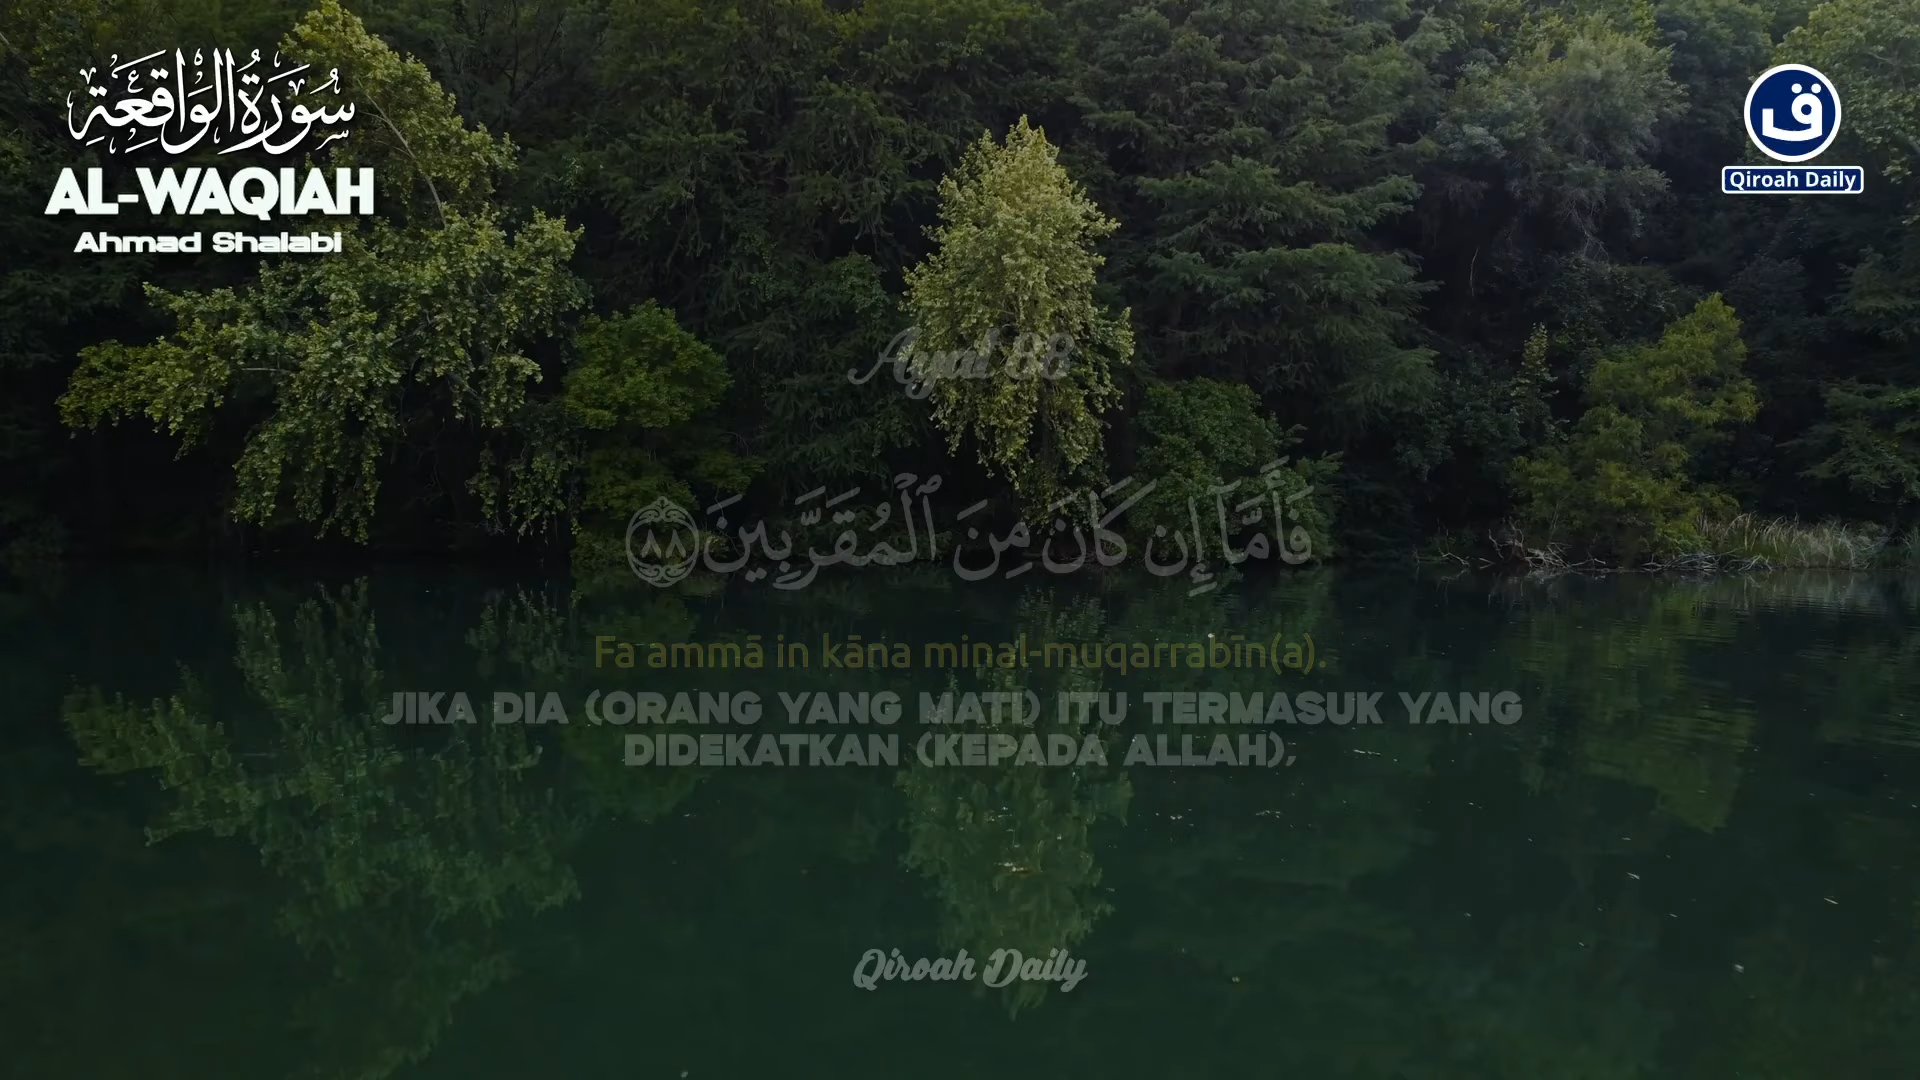 سُورَةُ الْوَاقِعَةِ
AL-WAQIAH
Ahmad Shalabi
ق
Qiroah Daily
Ayat 88
فَأَمَّآ إِن كَانَ مِنَ ٱلْمُقَرَّبِينَ ٨٨
Fa ammā in kāna minal-muqarrabīn(a).
JIKA DIA (ORANG YANG MATI) ITU TERMASUK YANG
DIDEKATKAN (KEPADA ALLAH),
Qiroah Daily